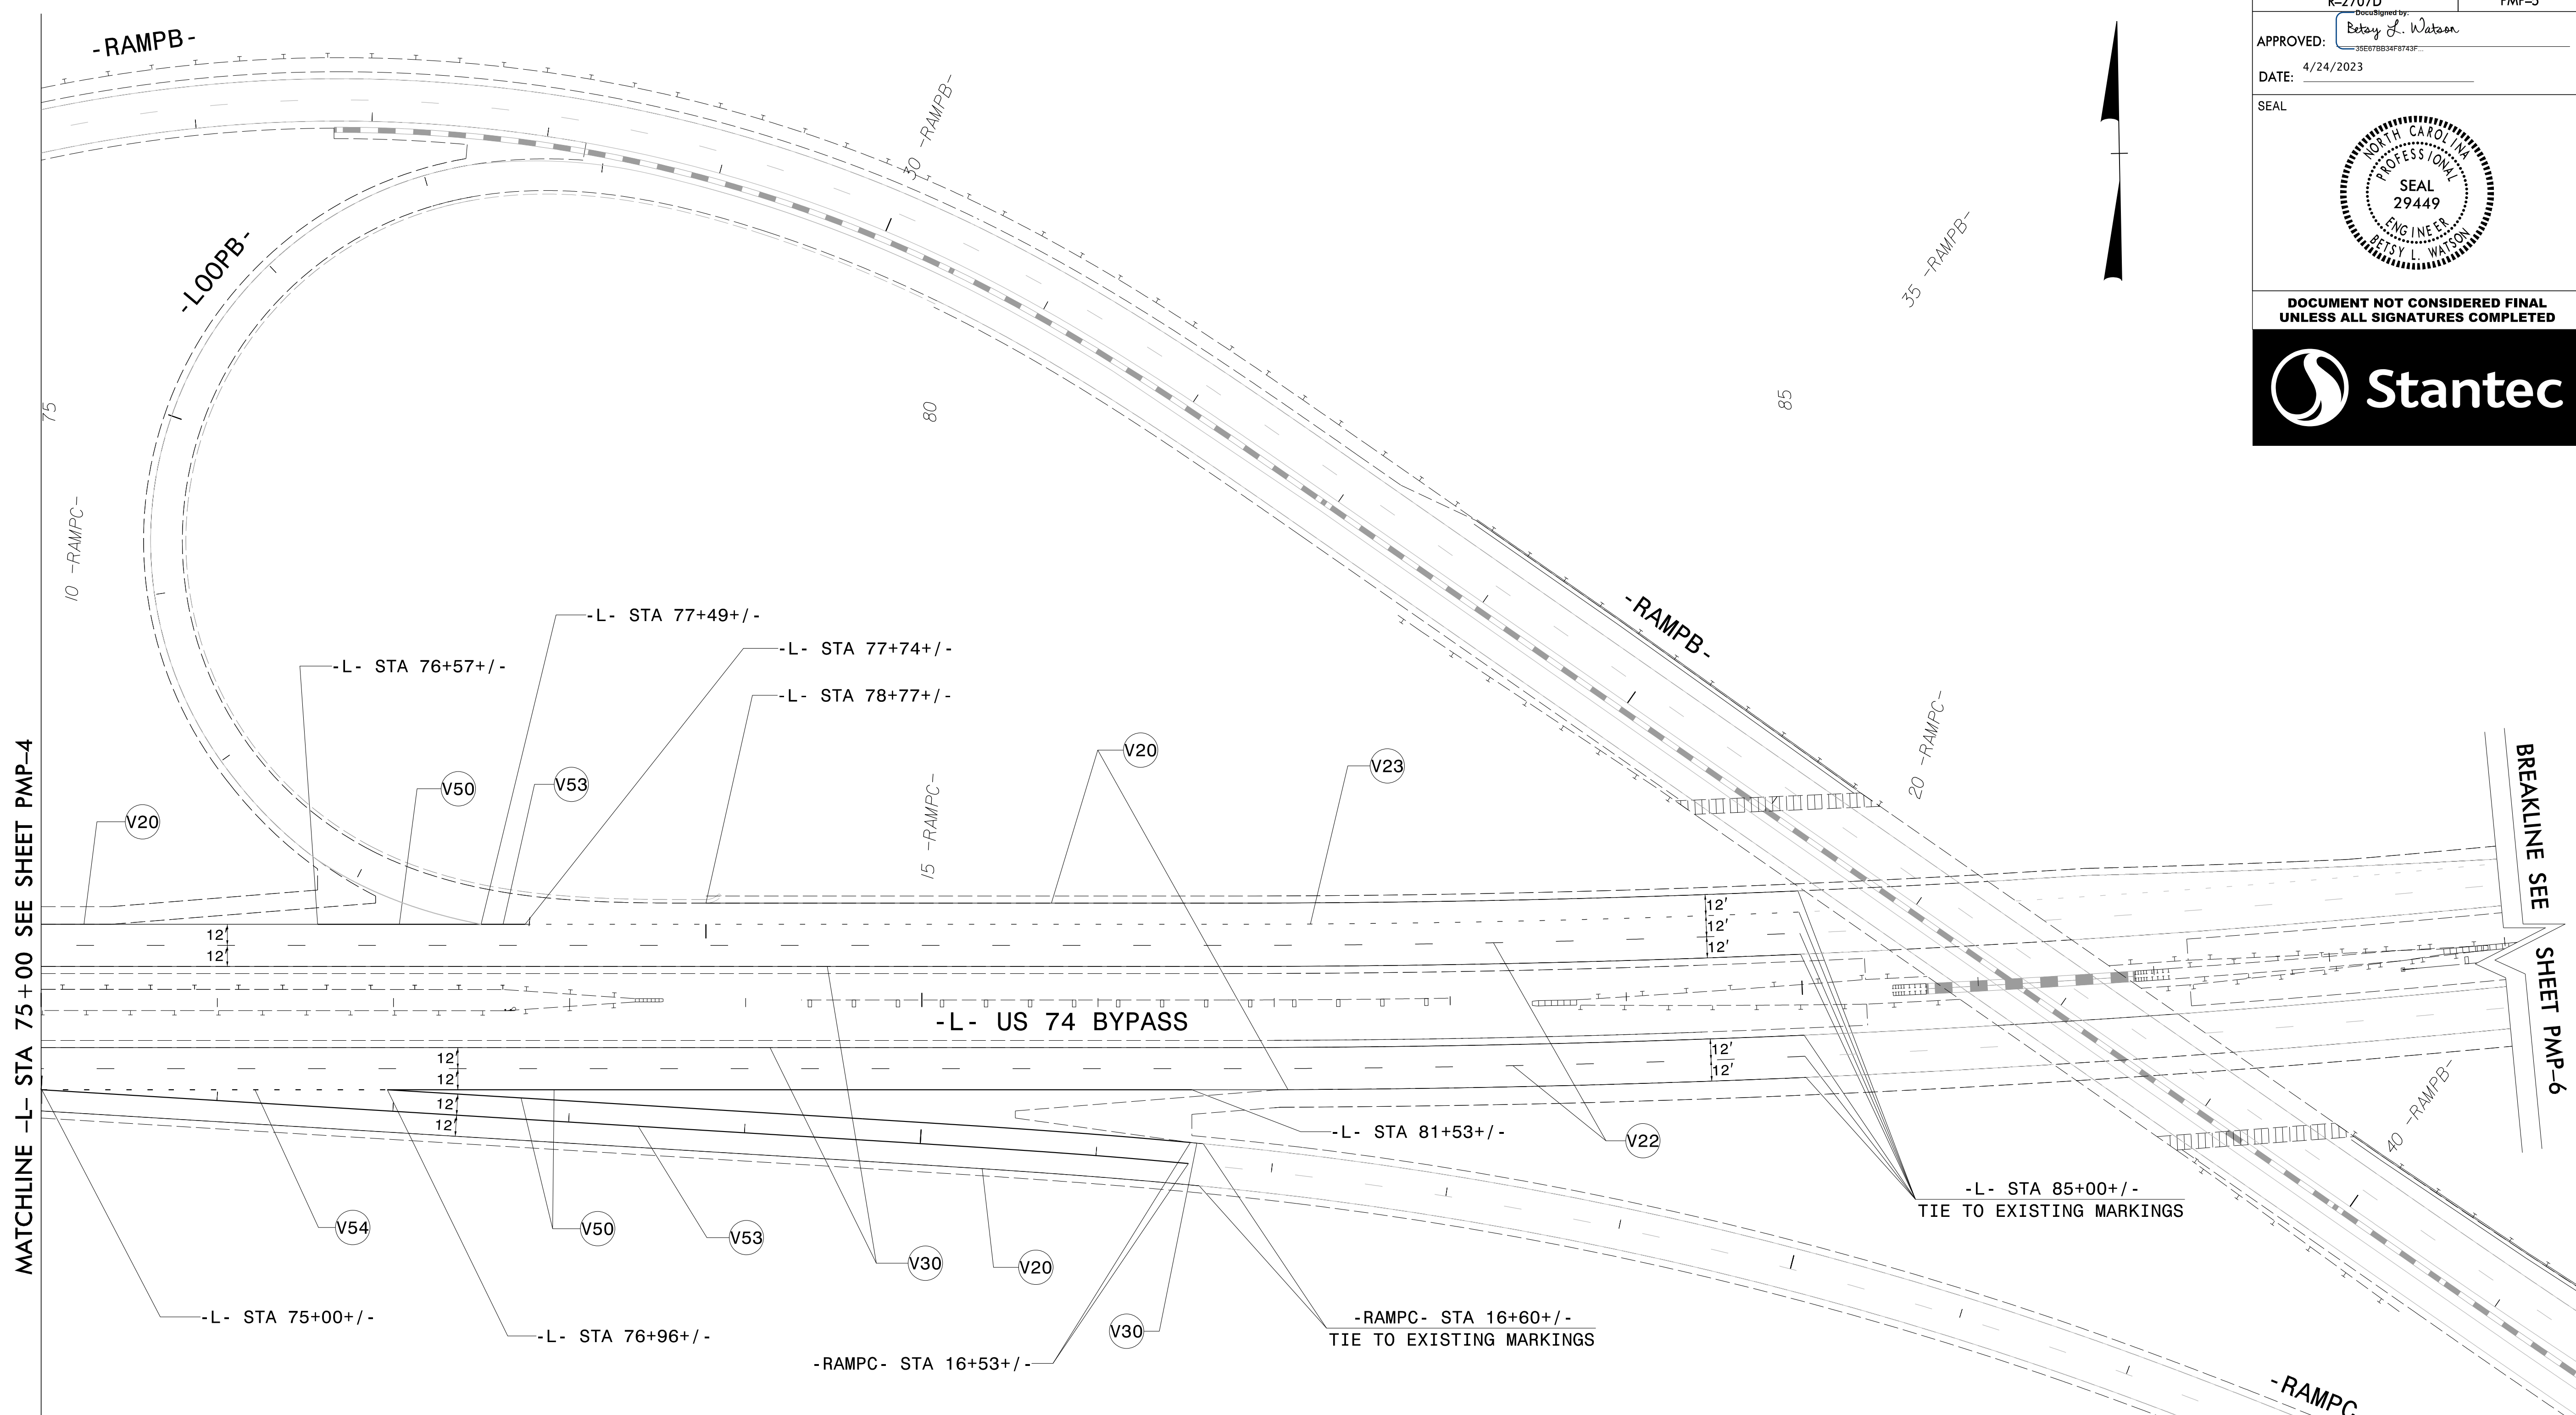 R-2707D
PMP-5
DocuSigned by:
Betsy L. Watson
35E67BB34F8743F...
APPROVED:
DATE: 4/24/2023
SEAL
NORTH CAROLINA
PROFESSIONAL
SEAL
29449
ENGINEER
BETSY L. WATSON
DOCUMENT NOT CONSIDERED FINAL
UNLESS ALL SIGNATURES COMPLETED
Stantec
-RAMPB-
30 -RAMPB-
35 -RAMPB-
-LOOPB-
75
80
85
10 -RAMPC-
-RAMPB-
-L- STA 77+49+/-
-L- STA 77+74+/-
-L- STA 76+57+/-
-L- STA 78+77+/-
V20
V23
V50
V53
V20
15 -RAMPC-
20 -RAMPC-
MATCHLINE -L- STA 75+00 SEE SHEET PMP-4
BREAKLINE SEE
SHEET PMP-6
12'
12'
12'
12'
12'
-L- US 74 BYPASS
12'
12'
12'
12'
12'
12'
-L- STA 81+53+/-
V22
40 -RAMPB-
-L- STA 85+00+/-
TIE TO EXISTING MARKINGS
V54
V50
V53
V30
V20
-L- STA 75+00+/-
-L- STA 76+96+/-
V30
-RAMPC- STA 16+60+/-
TIE TO EXISTING MARKINGS
-RAMPC- STA 16+53+/-
-RAMPC